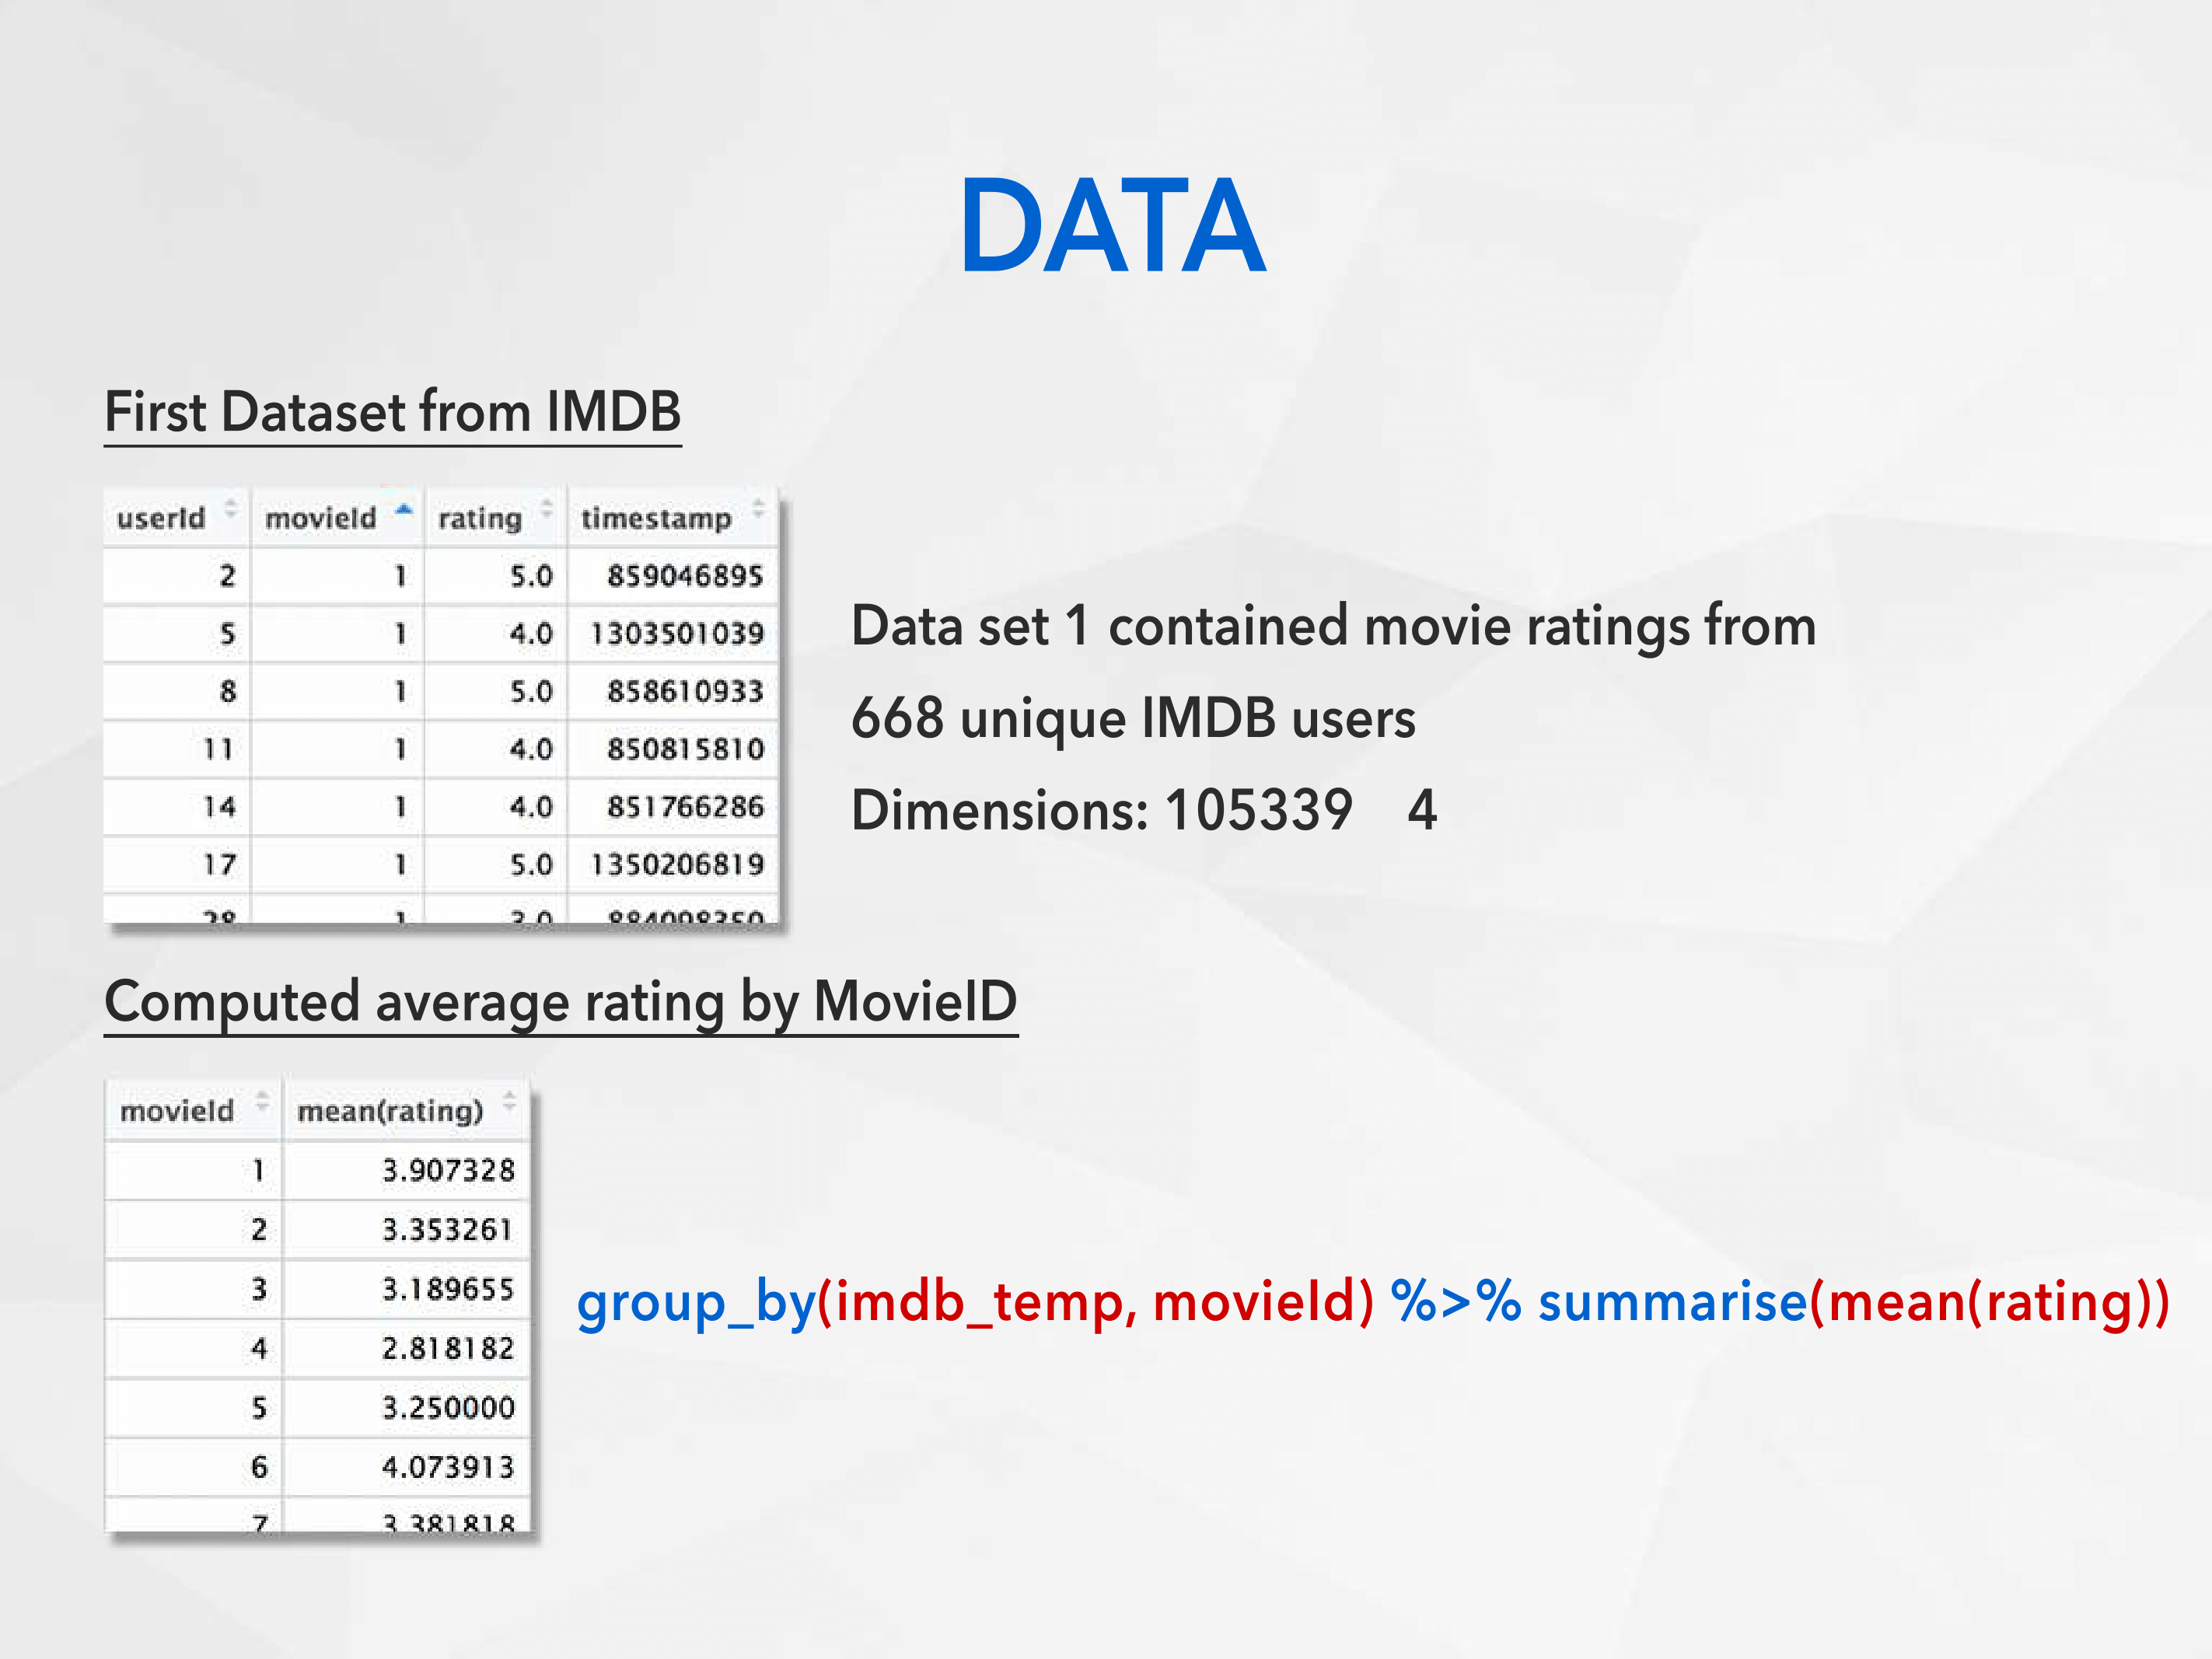 DATA
First Dataset from IMDB
userId movieId rating timestamp
2 1 5.0 859046895
5 1 4.0 1303501039
8 1 5.0 858610933
11 1 4.0 850815810
14 1 4.0 851766286
17 1 5.0 1350206819
28 1 3.0 884098350
Data set 1 contained movie ratings from
668 unique IMDB users
Dimensions: 105339 4
Computed average rating by MovieID
movieId mean(rating)
1 3.907328
2 3.353261
3 3.189655
4 2.818182
5 3.250000
6 4.073913
7 3.381818
group_by(imdb_temp, movieId) %>% summarise(mean(rating))